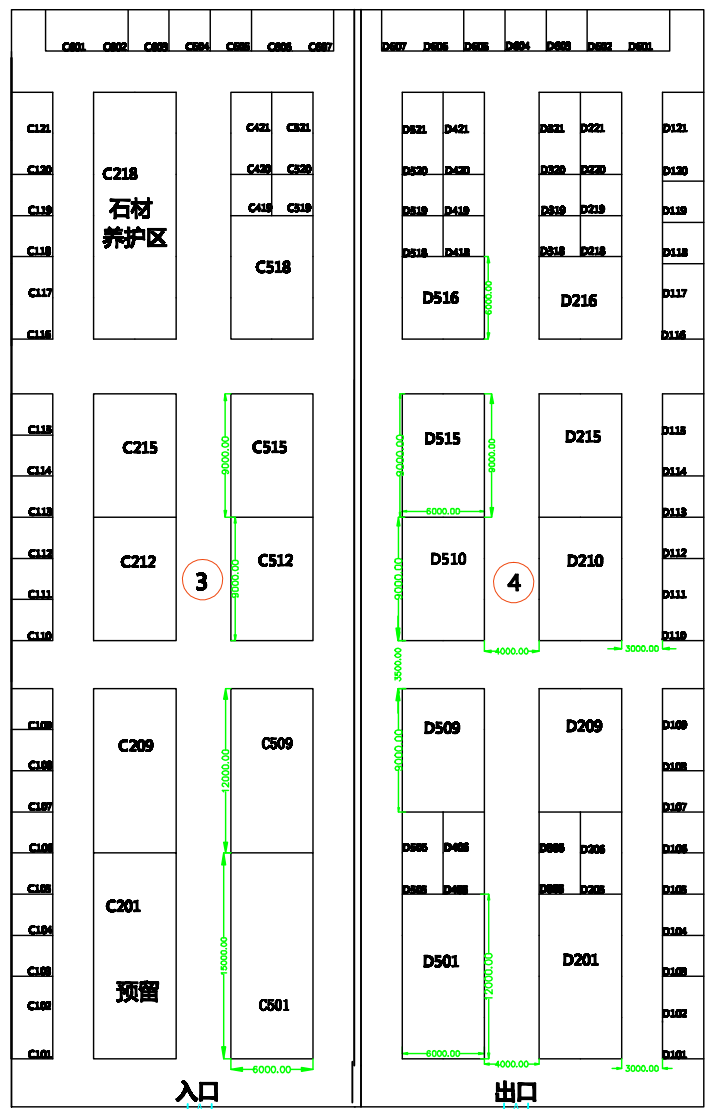 C601 C602 C603 C604 C605 C606 C607 D607 D606 D605 D604 D603 D602 D601
C121 C421 C521 D521 D421 D321 D221 D121
C120 C218 C420 C520 D520 D420 D320 D220 D120
石材
C119 C419 C519 D519 D419 D319 D219 D119
养护区
C118 D518 D418 D318 D218 D118
C518
C117 D516 6000.00 D216 D117
C116 D116
C115 D515 D215 D115
C215 9000.00 C515 9000.00 9000.00
C114 D114
C113 6000.00 D113
C112 C212 C512 D510 D210 D112
3 9000.00 9000.00 4
C111 D111
C110 D110
4000.00 3000.00
3500.00
C109 D509 D209 D109
C209 C509
C108 12000.00 9000.00 D108
C107 D107
C106 D106
C105 D105
C201
C104 D104
15000.00 D501 D201
C103 12000.00 D103
预留
C102 C501 D102
C101 6000.00 D101
6000.00 4000.00 3000.00
入口 出口